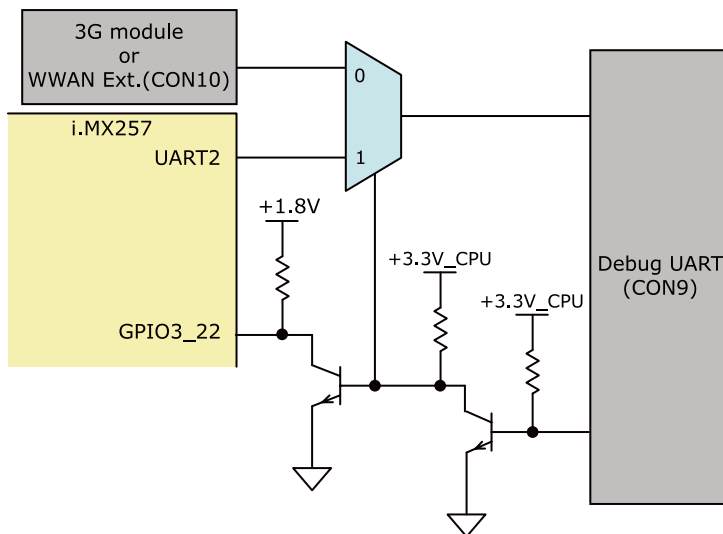 3G module
or
WWAN Ext.(CON10)
0
i.MX257
UART2
1
+1.8V
+3.3V_CPU
+3.3V_CPU
Debug UART
(CON9)
GPIO3_22